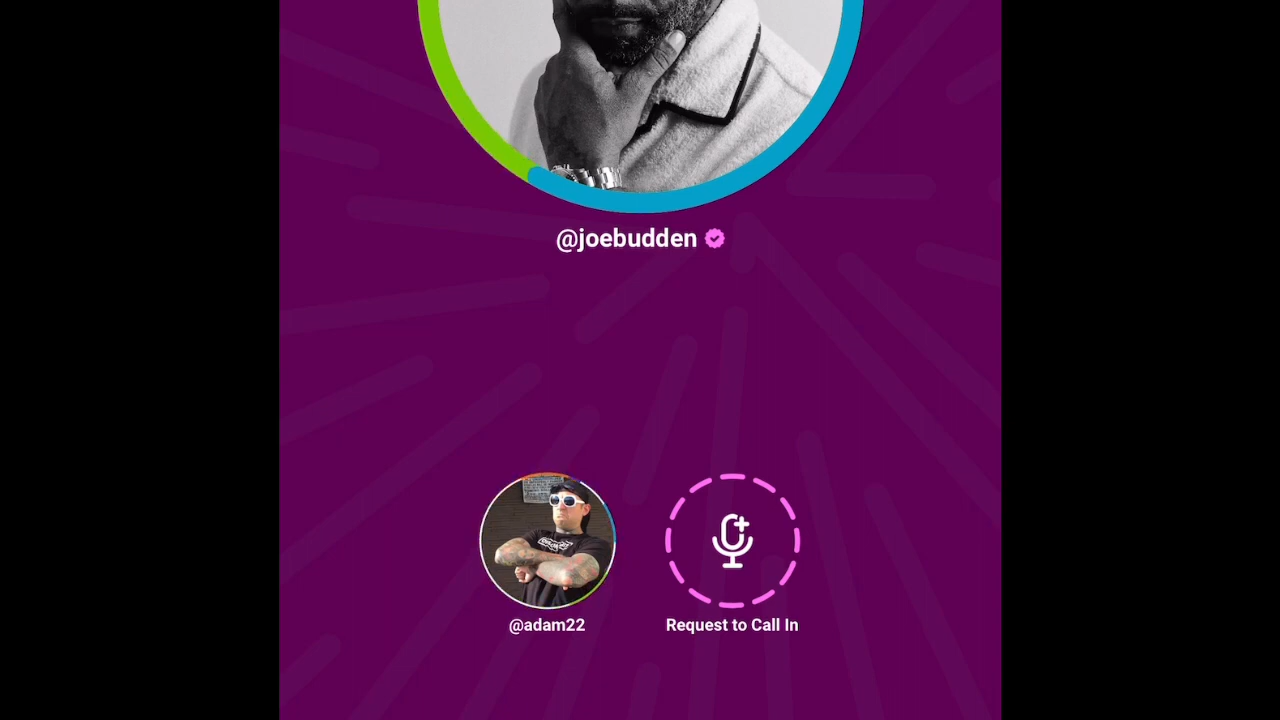 @joebudden
@adam22
Request to Call In